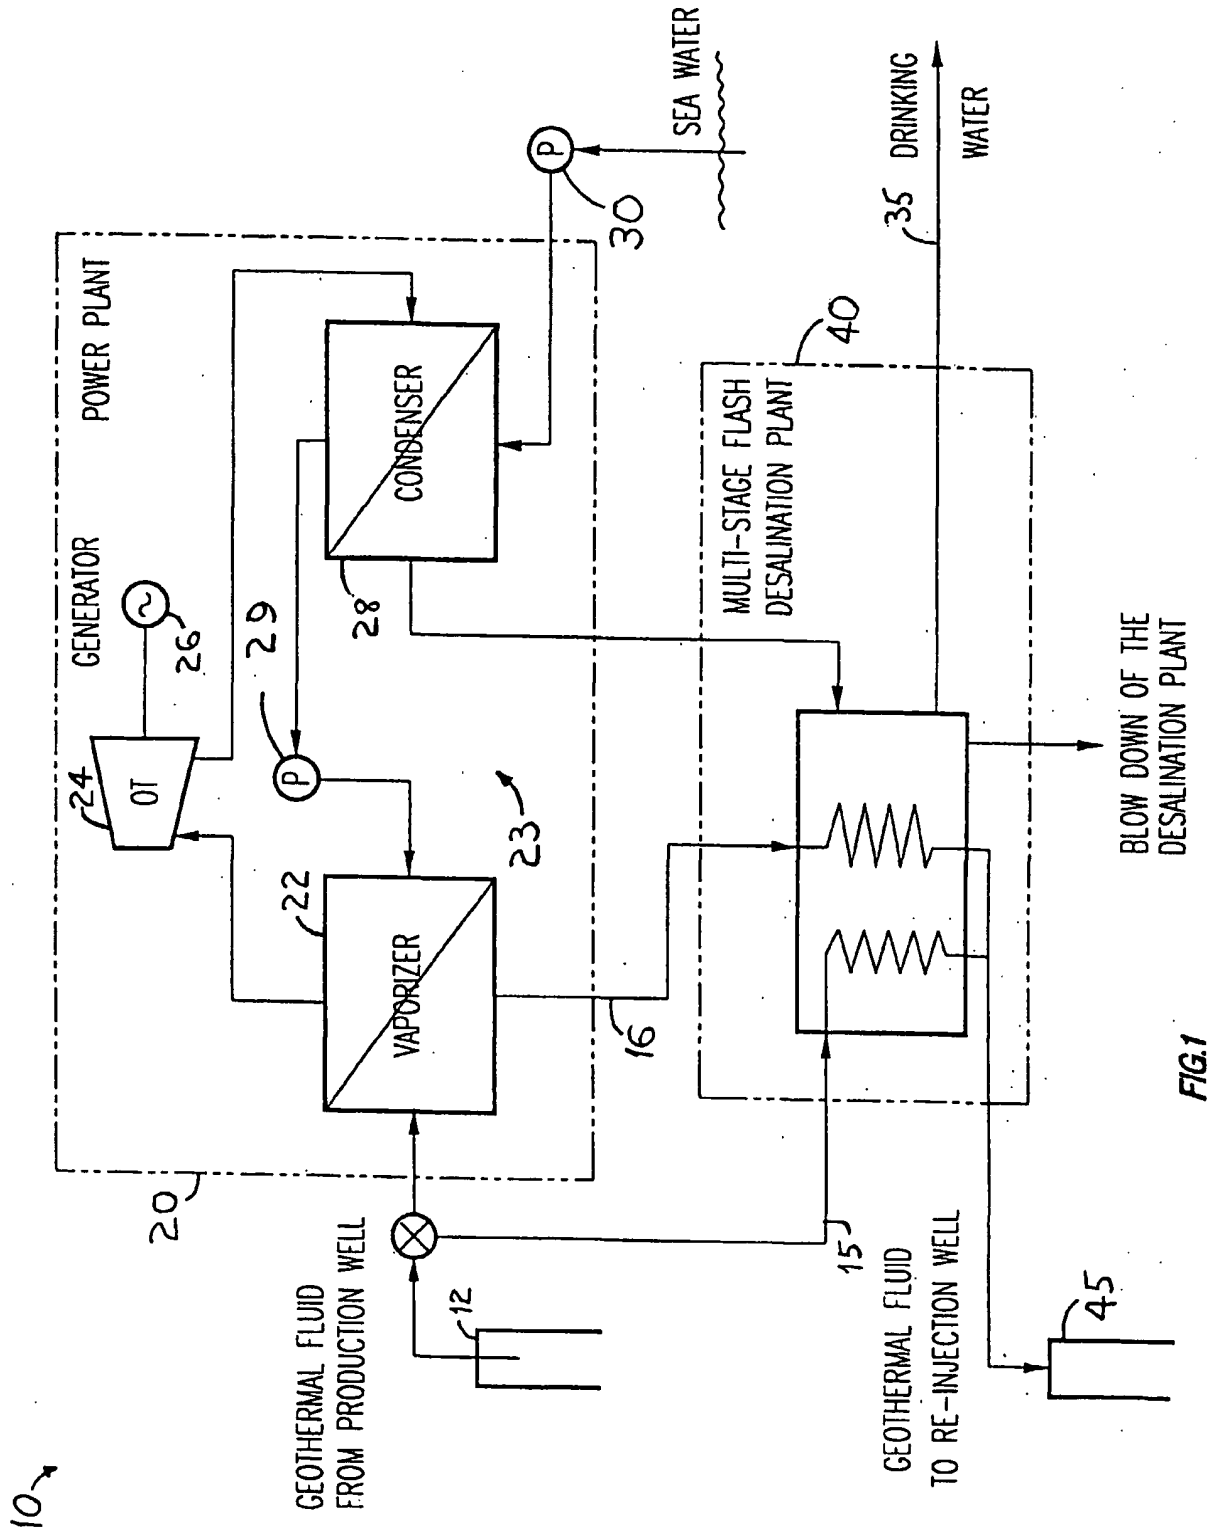 10
GEOTHERMAL FLUID
FROM PRODUCTION WELL
12
20
POWER PLANT
GENERATOR
26
24
OT
29
P
22
VAPORIZER
23
28
CONDENSER
P
30
SEA WATER
16
15
MULTI-STAGE FLASH
DESALINATION PLANT
40
35
DRINKING
WATER
GEOTHERMAL FLUID
TO RE-INJECTION WELL
45
BLOW DOWN OF THE
DESALINATION PLANT
FIG.1